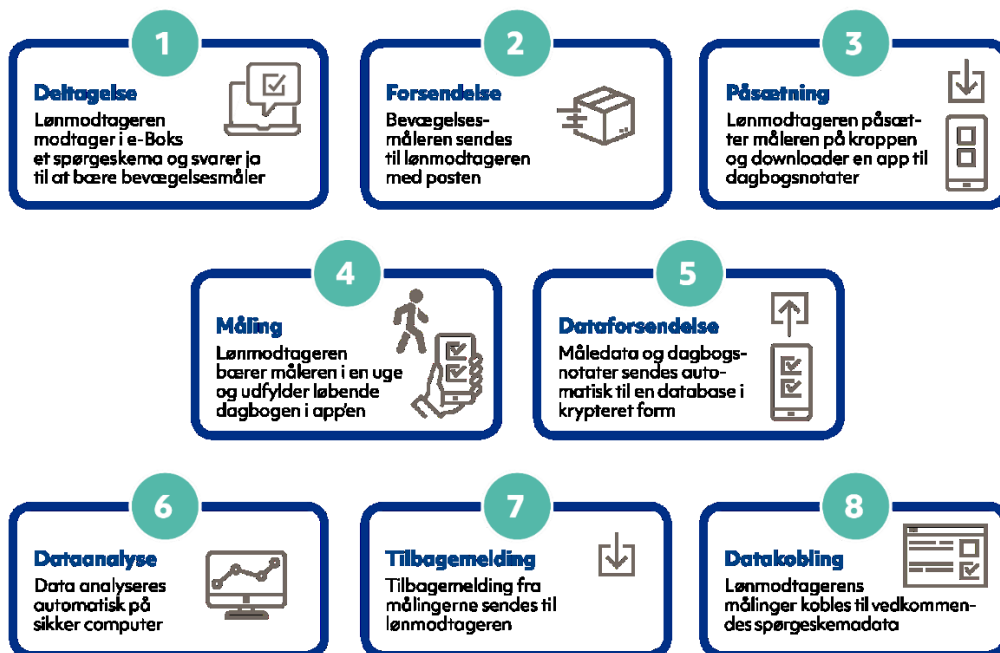 1
Deltagelse
Lønmodtageren
modtager i e-Boks
et spørgeskema og svarer ja
til at bære bevægelsesmåler
2
Forsendelse
Bevægelses-
måleren sendes
til lønmodtageren
med posten
3
Påsætning
Lønmodtageren påsæt-
ter måleren på kroppen
og downloader en app til
dagbogsnotater
4
Måling
Lønmodtageren
bærer måleren i en uge
og udfylder løbende
dagbogen i app'en
5
Dataforsendelse
Måledata og dagbogs-
notater sendes auto-
matisk til en database i
krypteret form
6
Dataanalyse
Data analyseres
automatisk på
sikker computer
7
Tilbagemelding
Tilbagemelding fra
målingerne sendes til
lønmodtageren
8
Datakobling
Lønmodtagerens
målinger kobles til vedkommen-
des spørgeskemadata